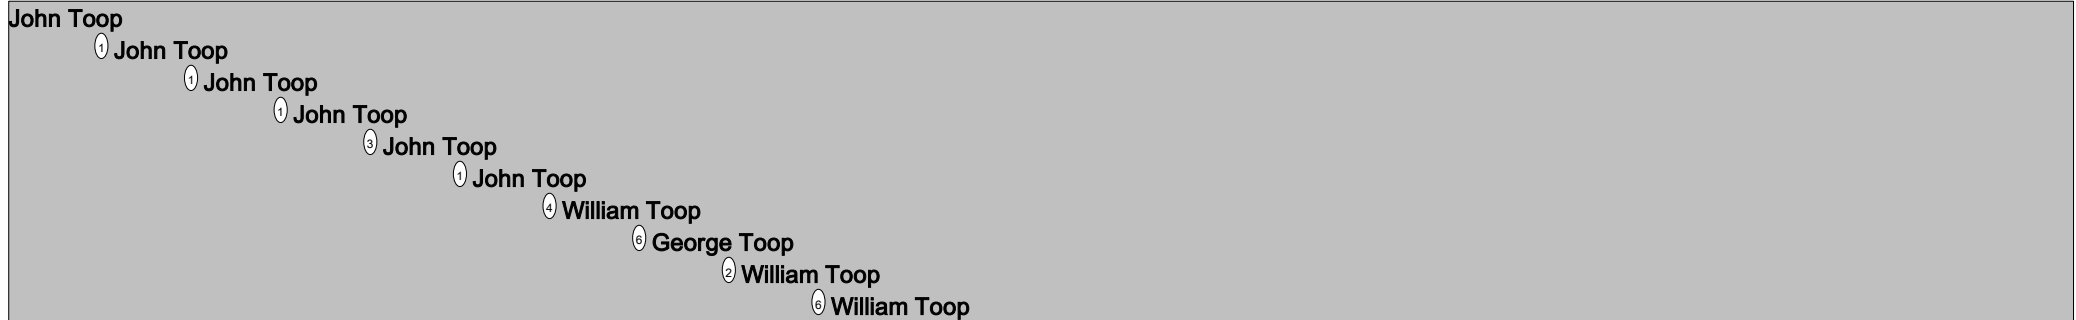 John Toop
1 John Toop
1 John Toop
1 John Toop
3 John Toop
1 John Toop
4 William Toop
6 George Toop
2 William Toop
6 William Toop